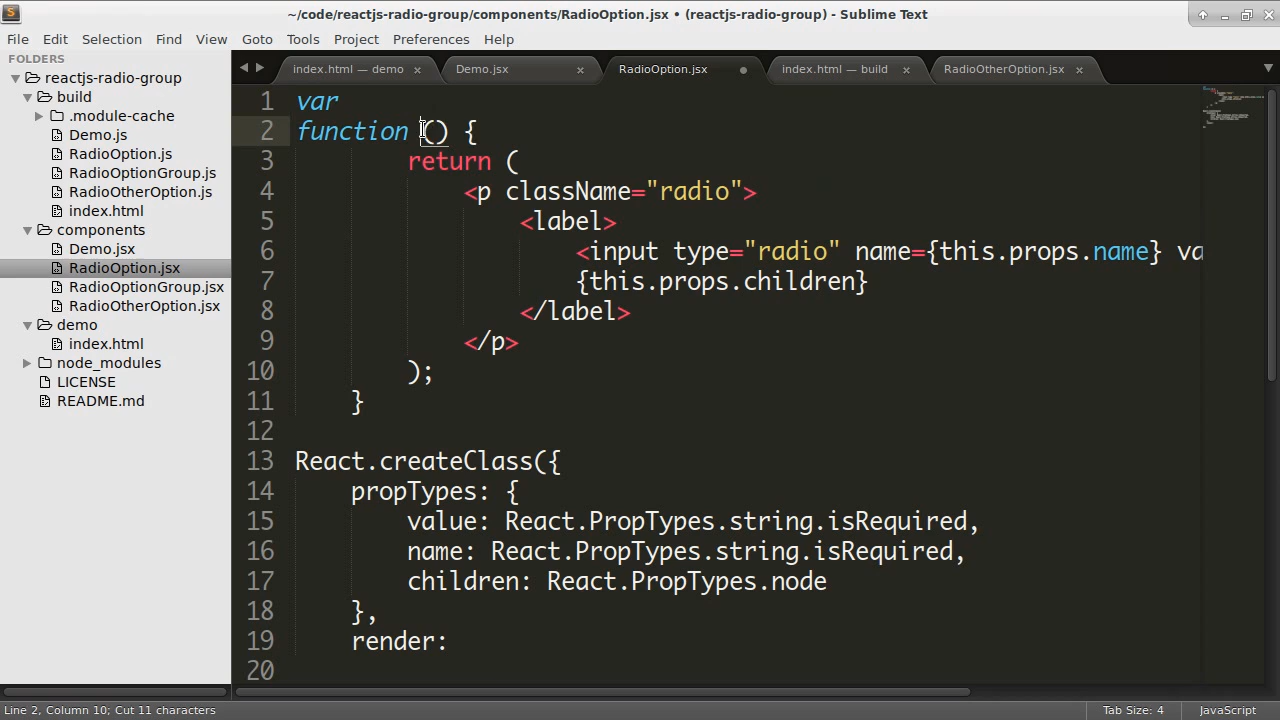 ~/code/reactjs-radio-group/components/RadioOption.jsx • (reactjs-radio-group) - Sublime Text
File Edit Selection Find View Goto Tools Project Preferences Help
FOLDERS
reactjs-radio-group
build
.module-cache
Demo.js
RadioOption.js
RadioOptionGroup.js
RadioOtherOption.js
index.html
components
Demo.jsx
RadioOption.jsx
RadioOptionGroup.jsx
RadioOtherOption.jsx
demo
index.html
node_modules
LICENSE
README.md
index.html — demo × Demo.jsx × RadioOption.jsx index.html — build × RadioOtherOption.jsx ×
1 var
2 function () {
3 return (
4 <p className="radio">
5 <label>
6 <input type="radio" name={this.props.name} va
7 {this.props.children}
8 </label>
9 </p>
10 );
11 }
12
13 React.createClass({
14 propTypes: {
15 value: React.PropTypes.string.isRequired,
16 name: React.PropTypes.string.isRequired,
17 children: React.PropTypes.node
18 },
19 render:
20
Line 2, Column 10; Cut 11 characters Tab Size: 4 JavaScript